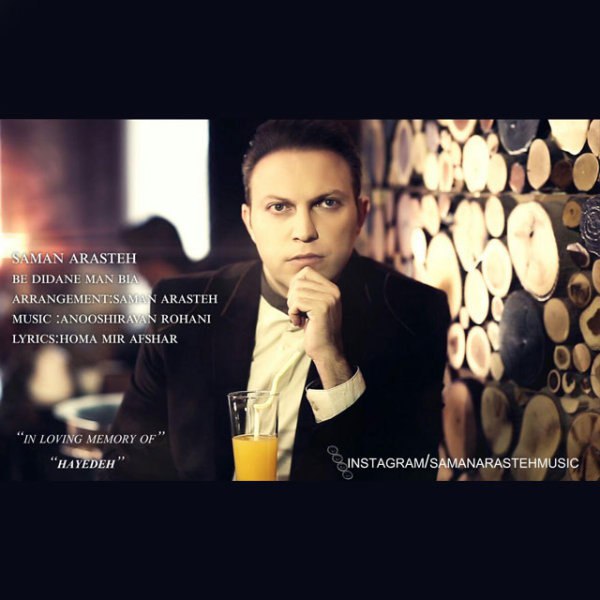 SAMAN ARASTEH
BE DIDANE MAN BIA
ARRANGEMENT:SAMAN ARASTEH
MUSIC :ANOOSHIRAVAN ROHANI
LYRICS:HOMA MIR AFSHAR
“IN LOVING MEMORY OF”
“HAYEDEH”
INSTAGRAM/SAMANARASTEHMUSIC